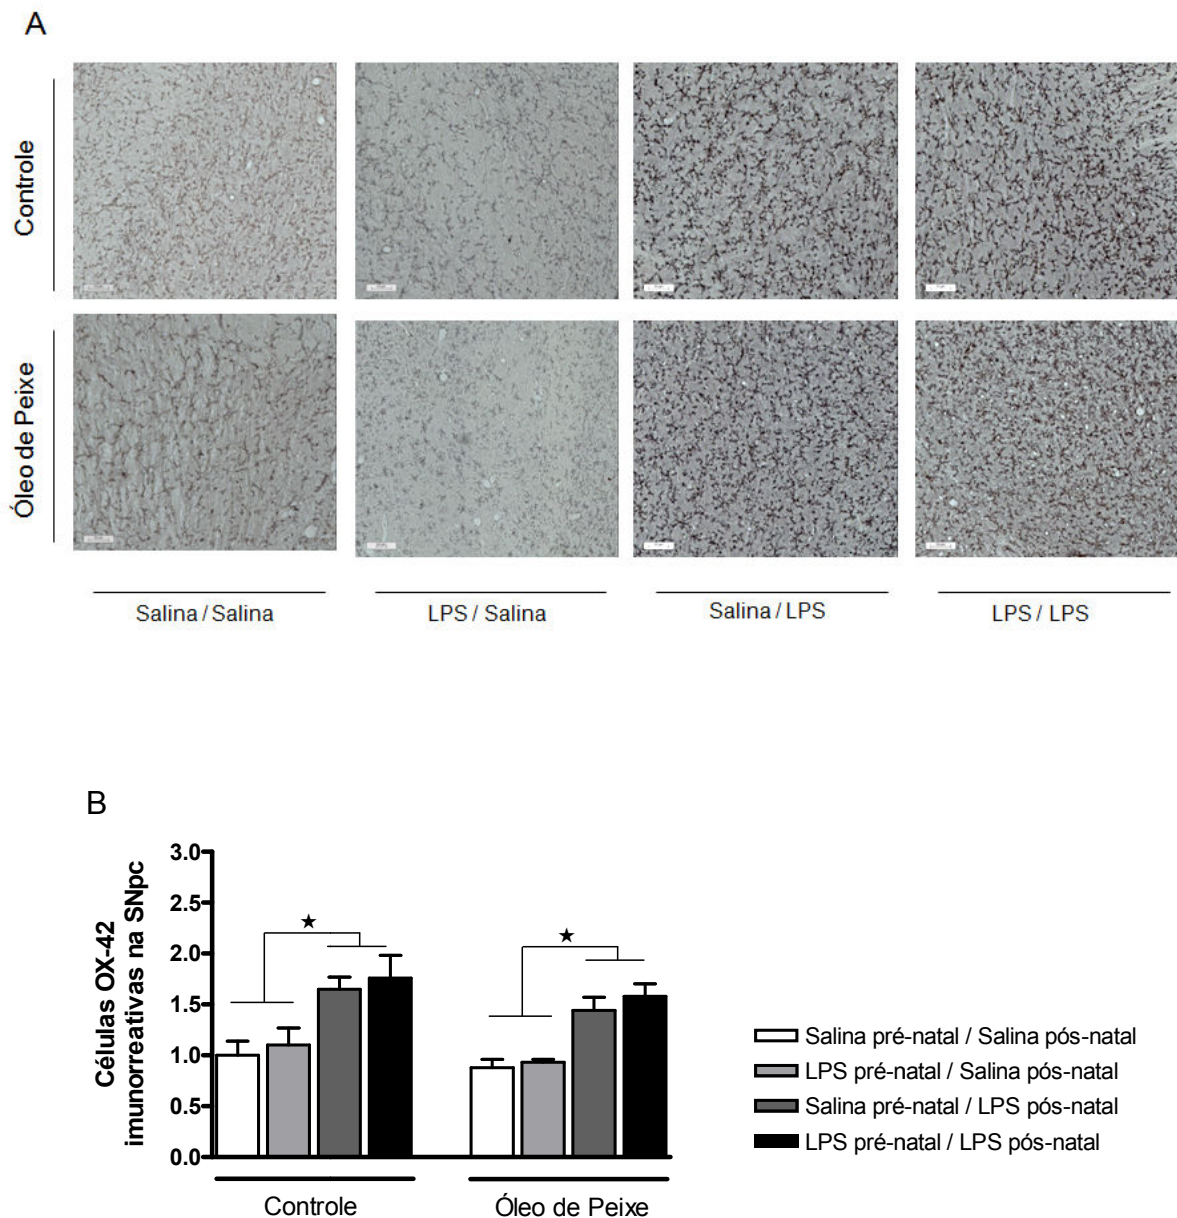 A
Controle
Óleo de Peixe
Salina / Salina
LPS / Salina
Salina / LPS
LPS / LPS
B
Células OX-42
imunorreativas na SNpc
3.0
2.5
2.0
1.5
1.0
0.5
0.0
★
★
Controle
Óleo de Peixe
Salina pré-natal / Salina pós-natal
LPS pré-natal / Salina pós-natal
Salina pré-natal / LPS pós-natal
LPS pré-natal / LPS pós-natal